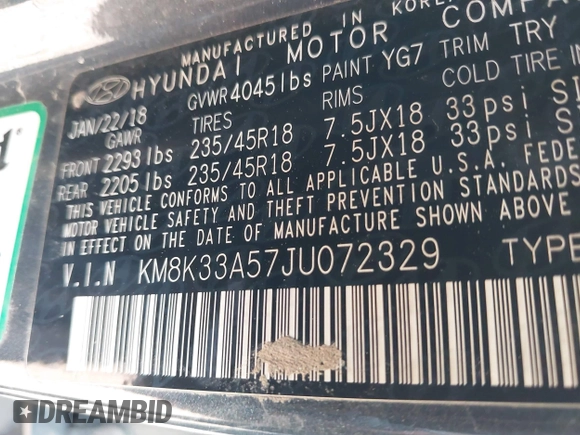 MANUFACTURED IN KOREA
HYUNDAI MOTOR COMPA
JAN/22/18 GVWR 4045lbs PAINT YG7 TRIM TRY
GAWR TIRES RIMS COLD TIRE
FRONT 2293 lbs 235/45R18 7.5JX18 33 psi
REAR 2205 lbs 235/45R18 7.5JX18 33 psi
THIS VEHICLE CONFORMS TO ALL APPLICABLE U.S.A. FEDE
MOTOR VEHICLE SAFETY AND THEFT PREVENTION STANDARDS
IN EFFECT ON THE DATE OF MANUFACTURE SHOWN ABOVE
V.I.N KM8K33A57JU072329 TYPE
DREAMBID